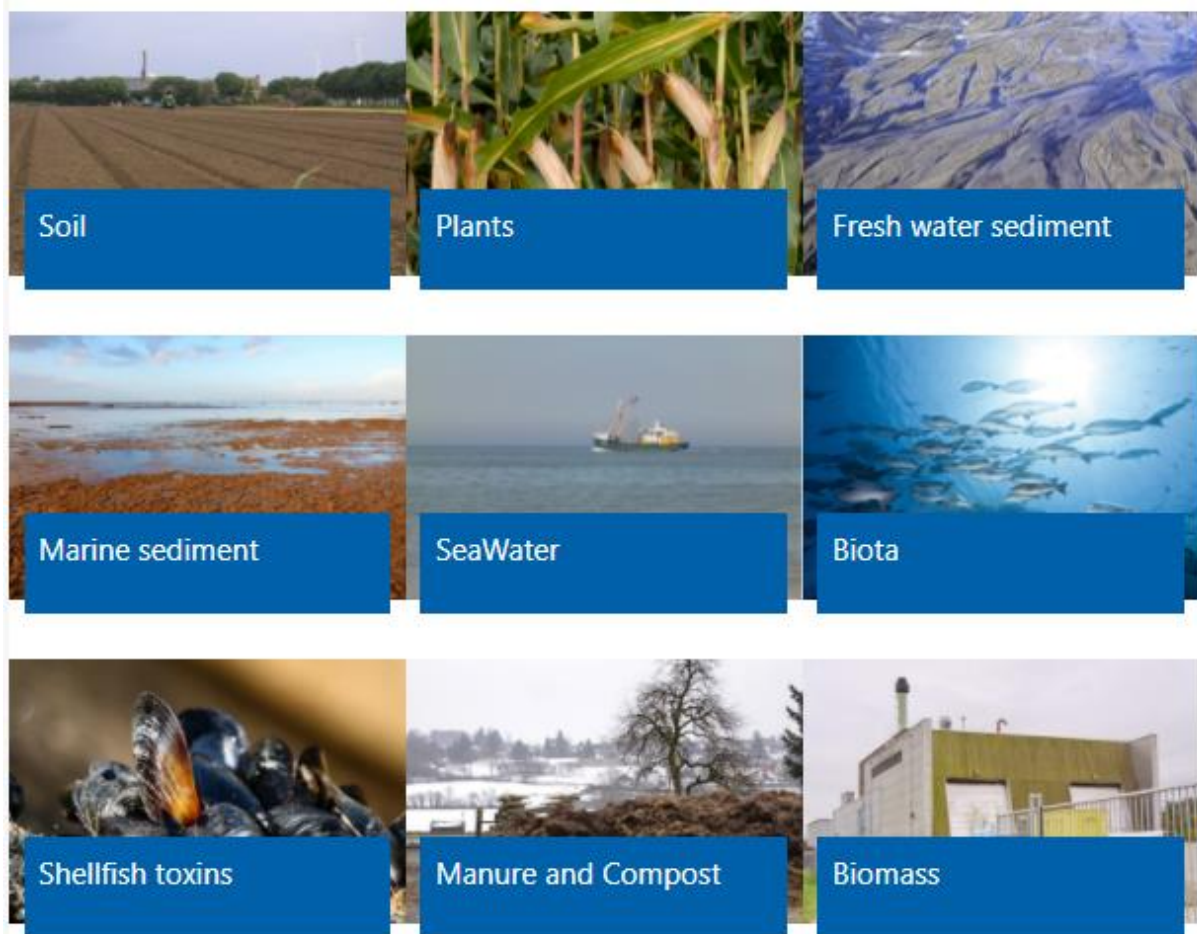 Soil
Plants
Fresh water sediment
Marine sediment
SeaWater
Biota
Shellfish toxins
Manure and Compost
Biomass